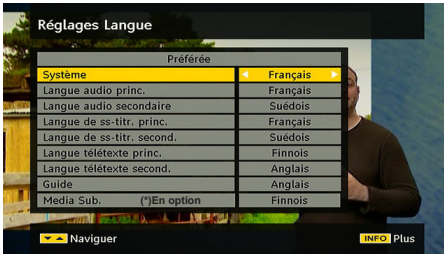 Réglages Langue
Préférée
Système Français
Langue audio princ. Français
Langue audio secondaire Suédois
Langue de ss-titr. princ. Français
Langue de ss-titr. second. Suédois
Langue télétexte princ. Finnois
Langue télétexte second. Anglais
Guide Anglais
Media Sub. (*)En option Finnois
Naviguer INFO Plus